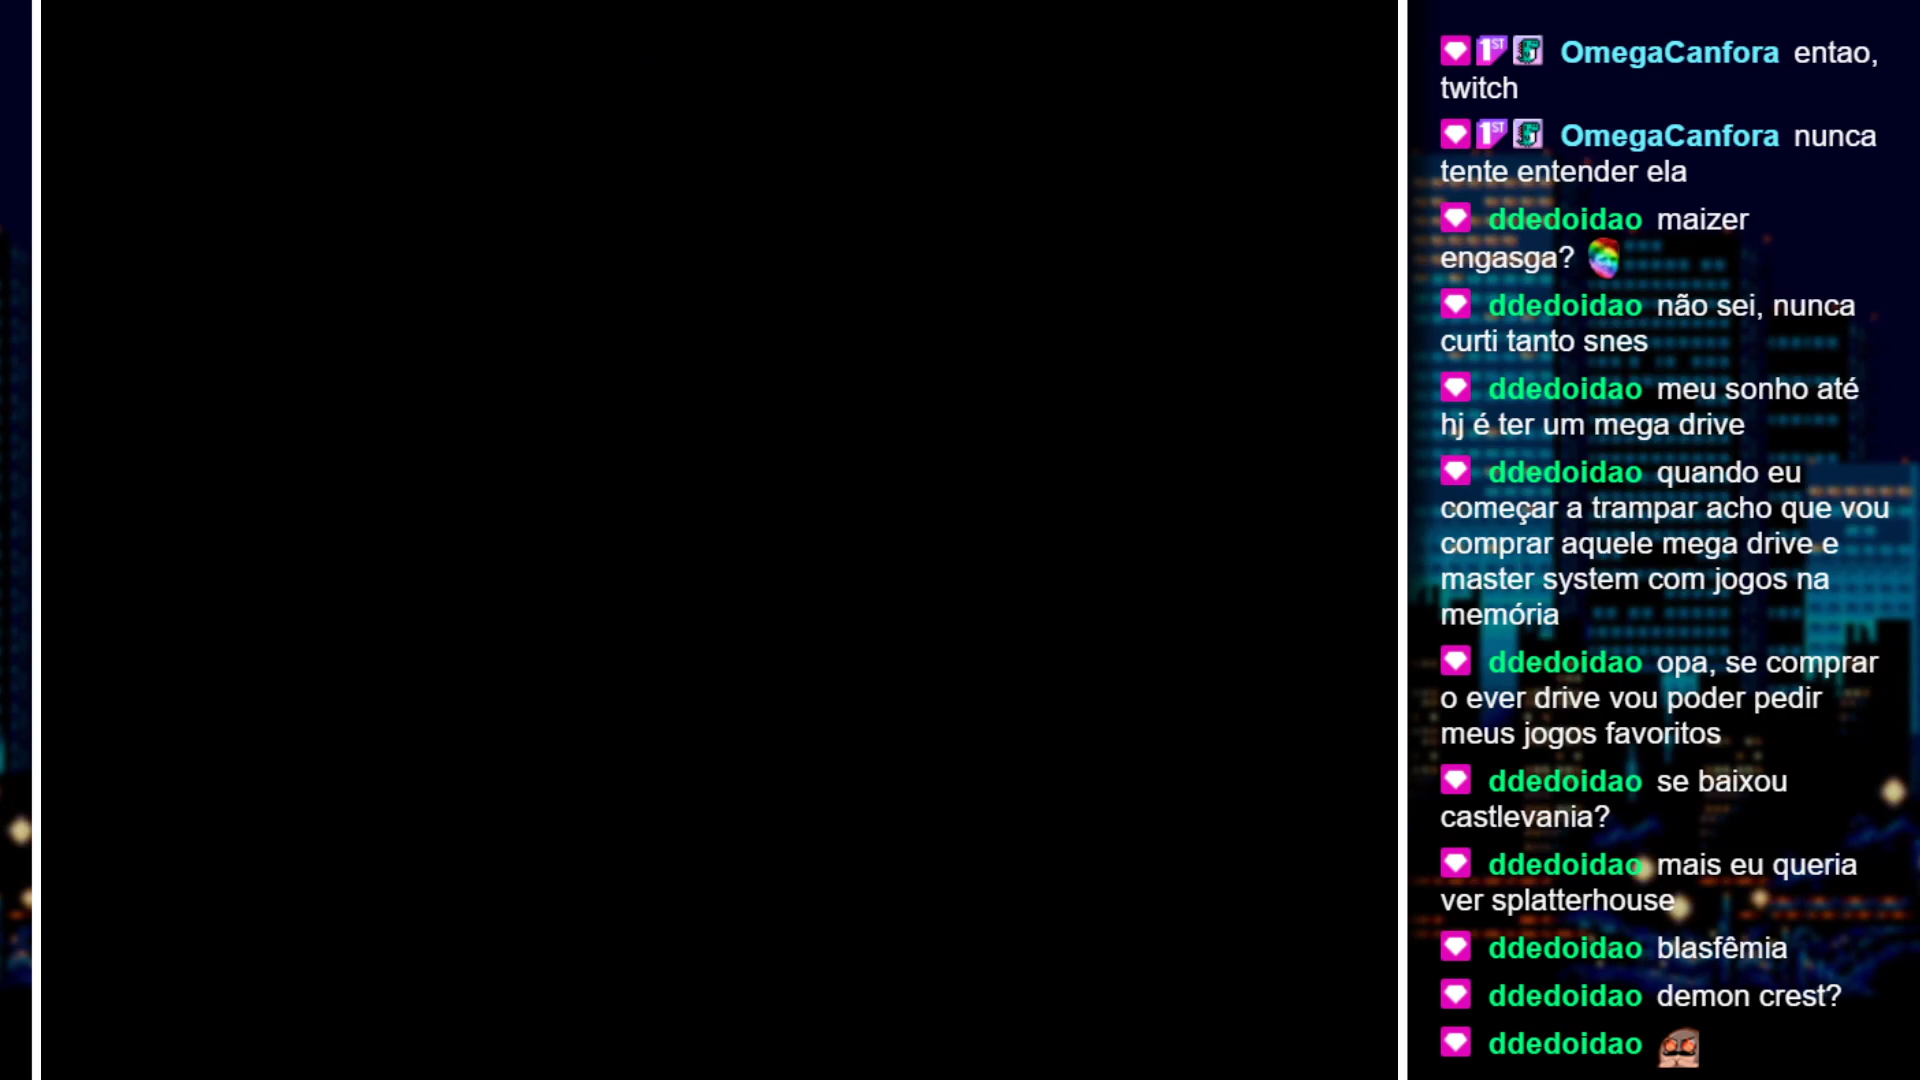 1ST OmegaCanfora entao,
twitch
1ST OmegaCanfora nunca
tente entender ela
ddedoidao maizer
engasga?
ddedoidao não sei, nunca
curti tanto snes
ddedoidao meu sonho até
hj é ter um mega drive
ddedoidao quando eu
começar a trampar acho que vou
comprar aquele mega drive e
master system com jogos na
memória
ddedoidao opa, se comprar
o ever drive vou poder pedir
meus jogos favoritos
ddedoidao se baixou
castlevania?
ddedoidao mais eu queria
ver splatterhouse
ddedoidao blasfêmia
ddedoidao demon crest?
ddedoidao